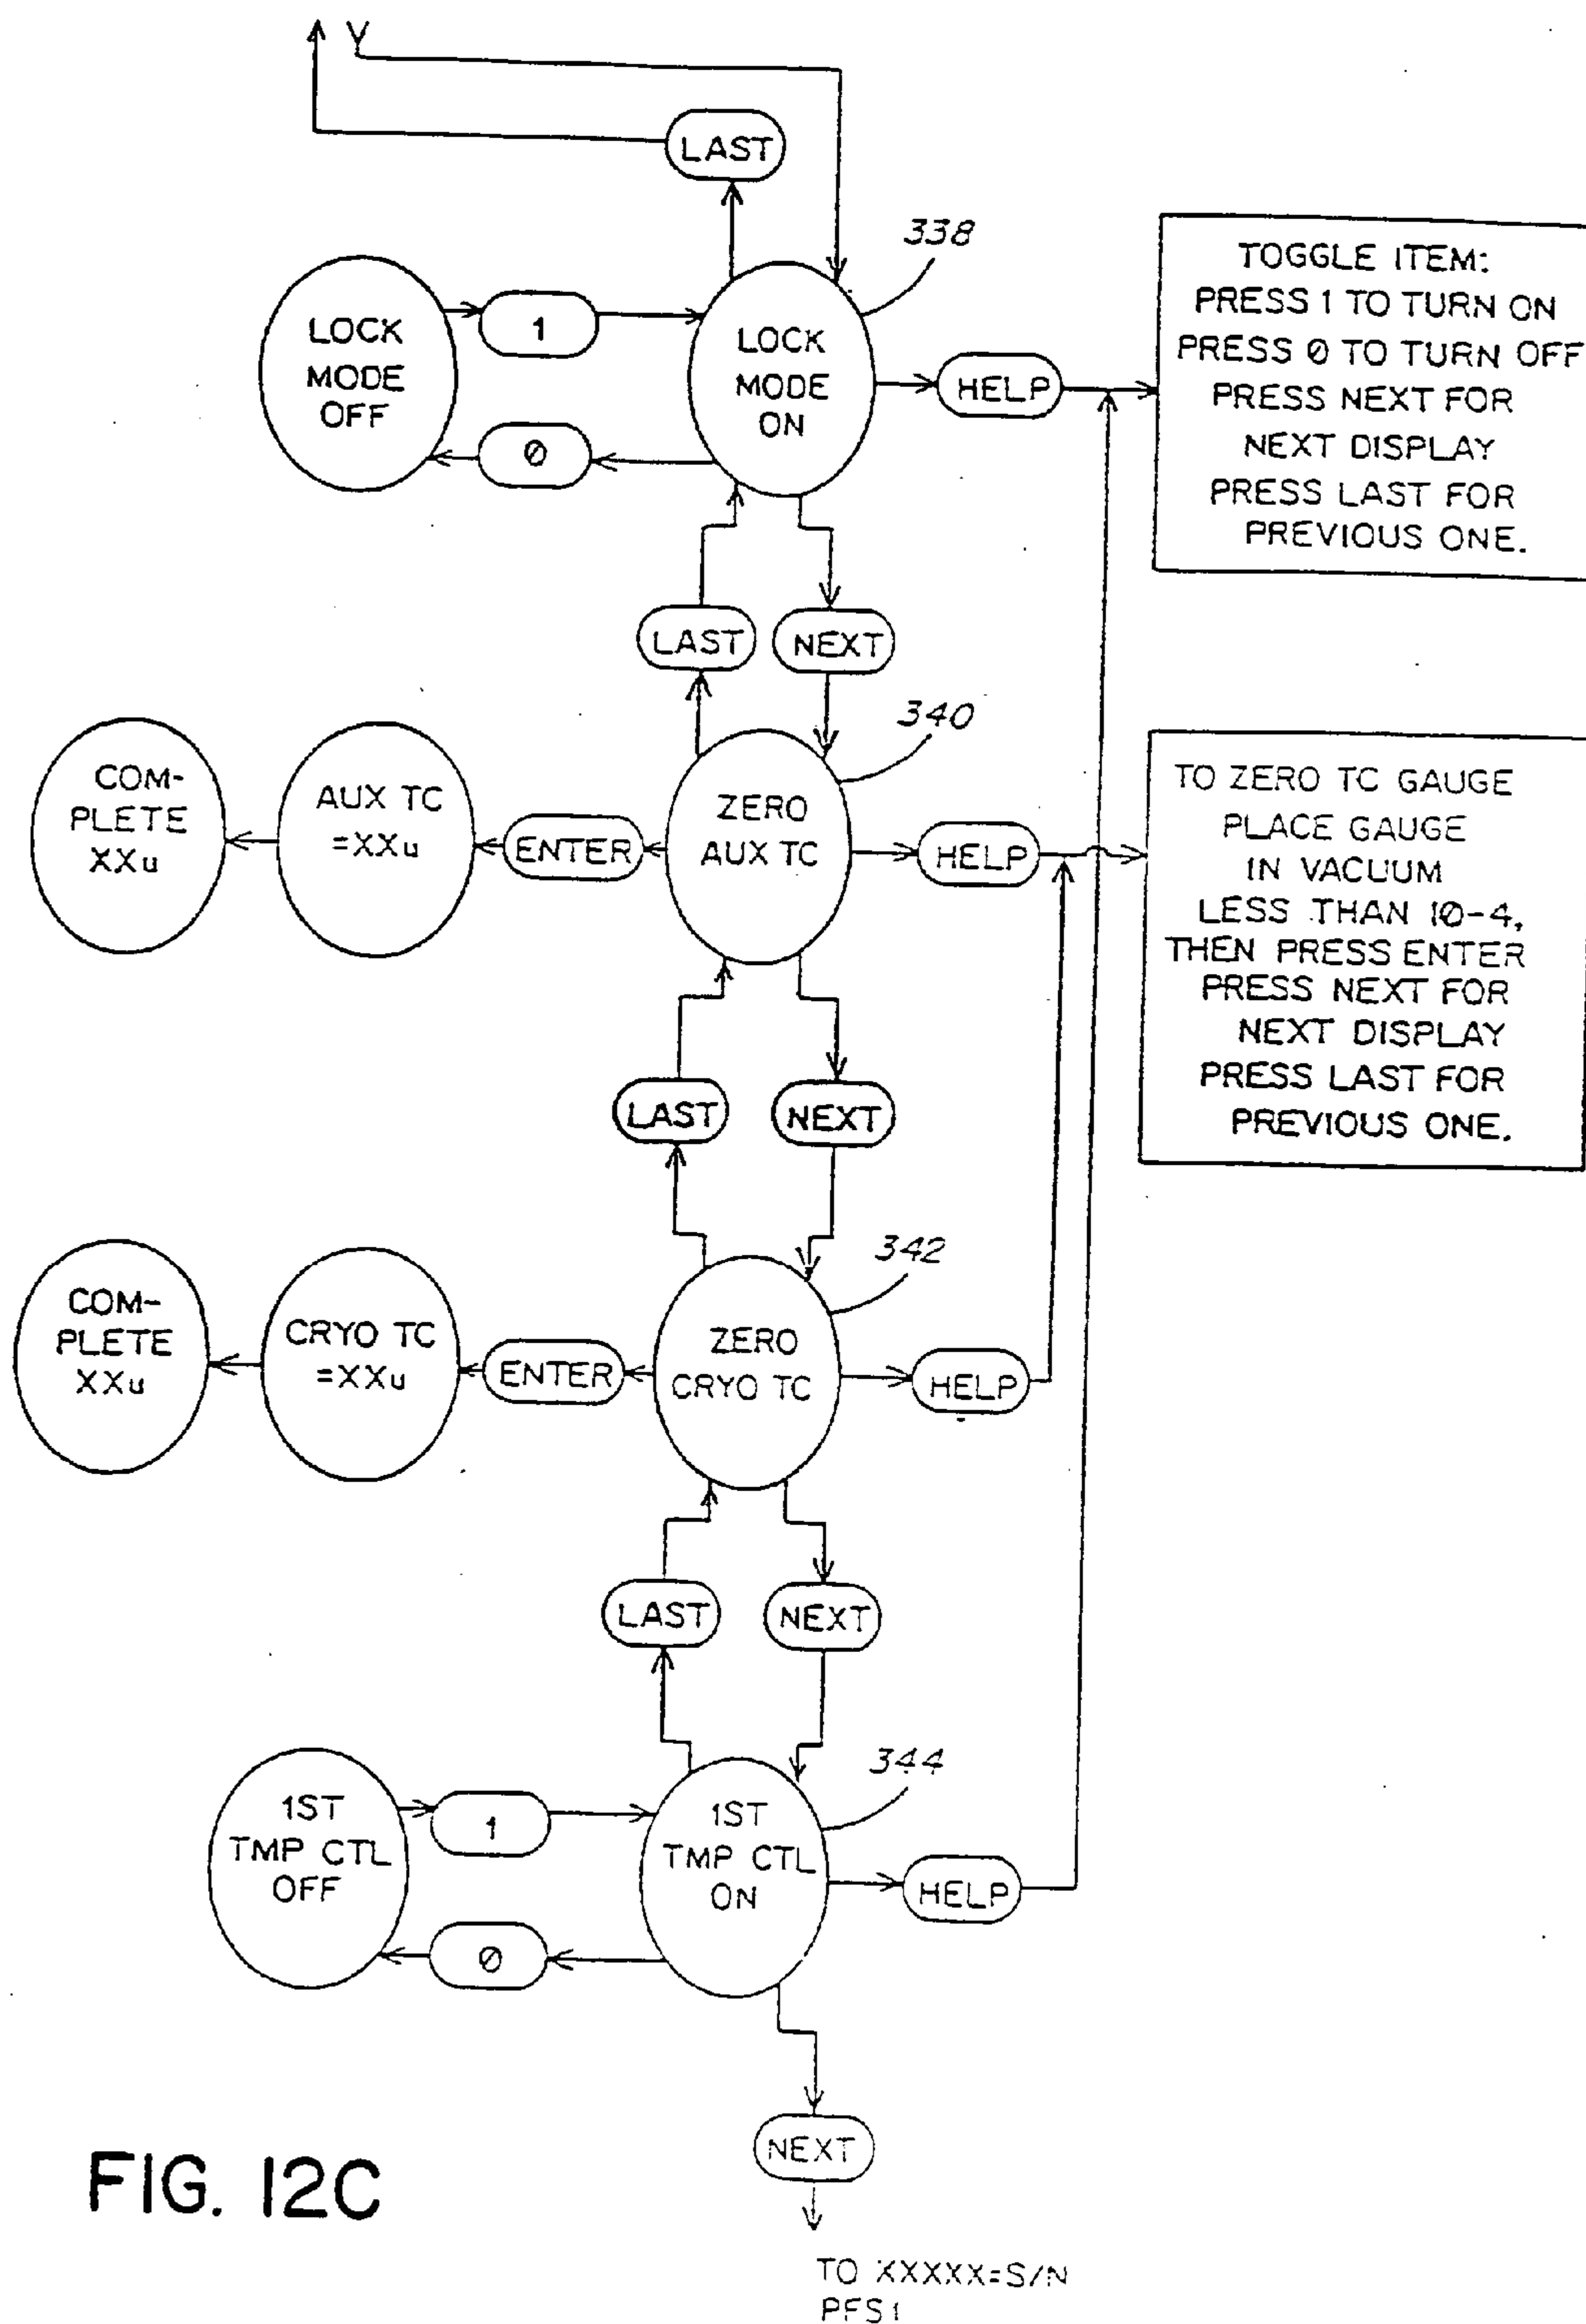 Y
LAST
338
LOCK
MODE
OFF
1
0
LOCK
MODE
ON
HELP
TOGGLE ITEM:
PRESS 1 TO TURN ON
PRESS 0 TO TURN OFF
PRESS NEXT FOR
NEXT DISPLAY
PRESS LAST FOR
PREVIOUS ONE.
LAST
NEXT
340
COM-
PLETE
XXu
AUX TC
=XXu
ENTER
ZERO
AUX TC
HELP
TO ZERO TC GAUGE
PLACE GAUGE
IN VACUUM
LESS THAN 10-4,
THEN PRESS ENTER
PRESS NEXT FOR
NEXT DISPLAY
PRESS LAST FOR
PREVIOUS ONE.
LAST
NEXT
342
COM-
PLETE
XXu
CRYO TC
=XXu
ENTER
ZERO
CRYO TC
HELP
LAST
NEXT
344
1ST
TMP CTL
OFF
1
0
1ST
TMP CTL
ON
HELP
NEXT
FIG. 12C
TO XXXXX=S/N
PFS1